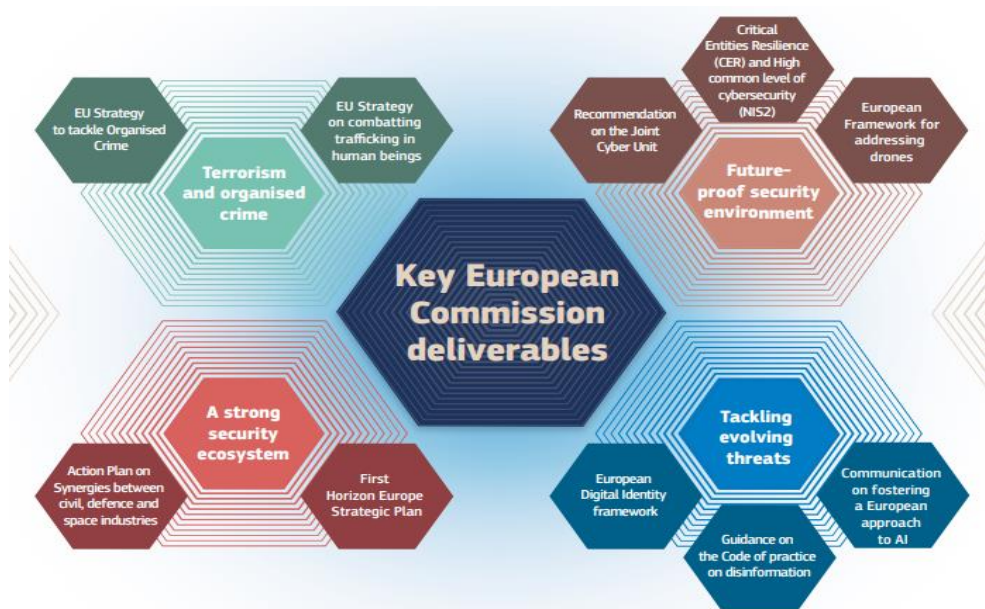 EU Strategy
to tackle Organised
Crime
EU Strategy
on combatting
trafficking in
human beings
Terrorism
and organised
crime
Recommendation
on the Joint
Cyber Unit
Critical
Entities Resilience
(CER) and High
common level of
cybersecurity
(NIS2)
European
Framework for
addressing
drones
Future-
proof security
environment
Key European
Commission
deliverables
A strong
security
ecosystem
Action Plan on
Synergies between
civil, defence and
space industries
First
Horizon Europe
Strategic Plan
Tackling
evolving
threats
European
Digital Identity
framework
Guidance on
the Code of practice
on disinformation
Communication
on fostering
a European
approach
to AI